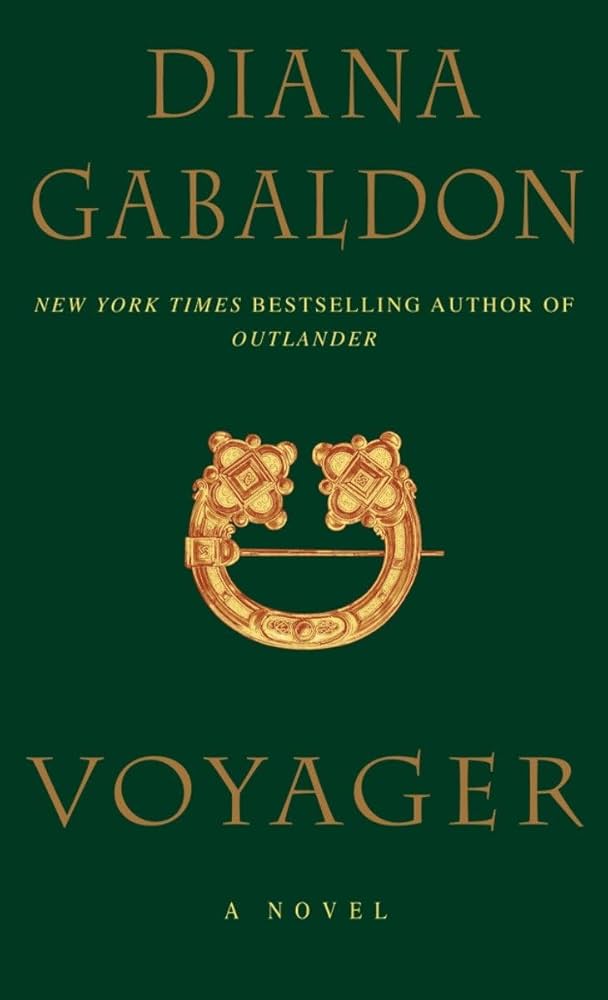 DIANA
GABALDON
NEW YORK TIMES BESTSELLING AUTHOR OF
OUTLANDER
VOYAGER
A NOVEL